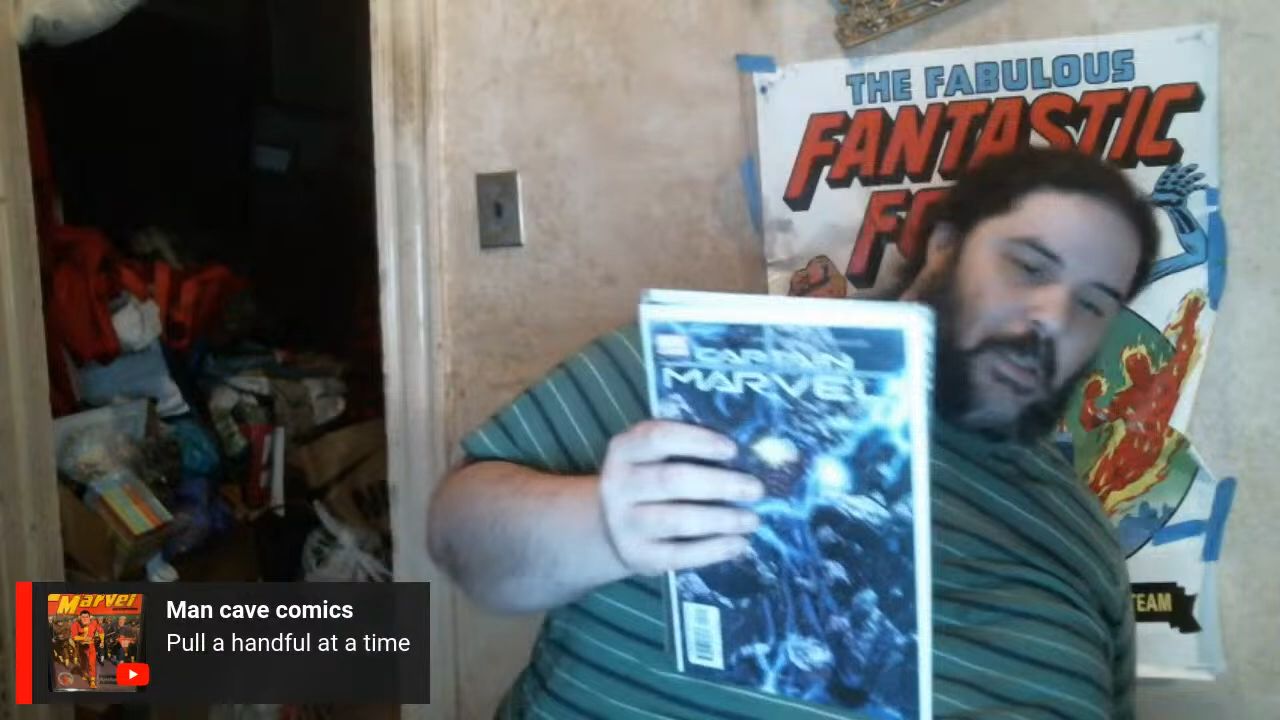 THE FABULOUS
FANTASTIC
CAPTAIN
MARVEL
TEAM
Marvel
Man cave comics
Pull a handful at a time